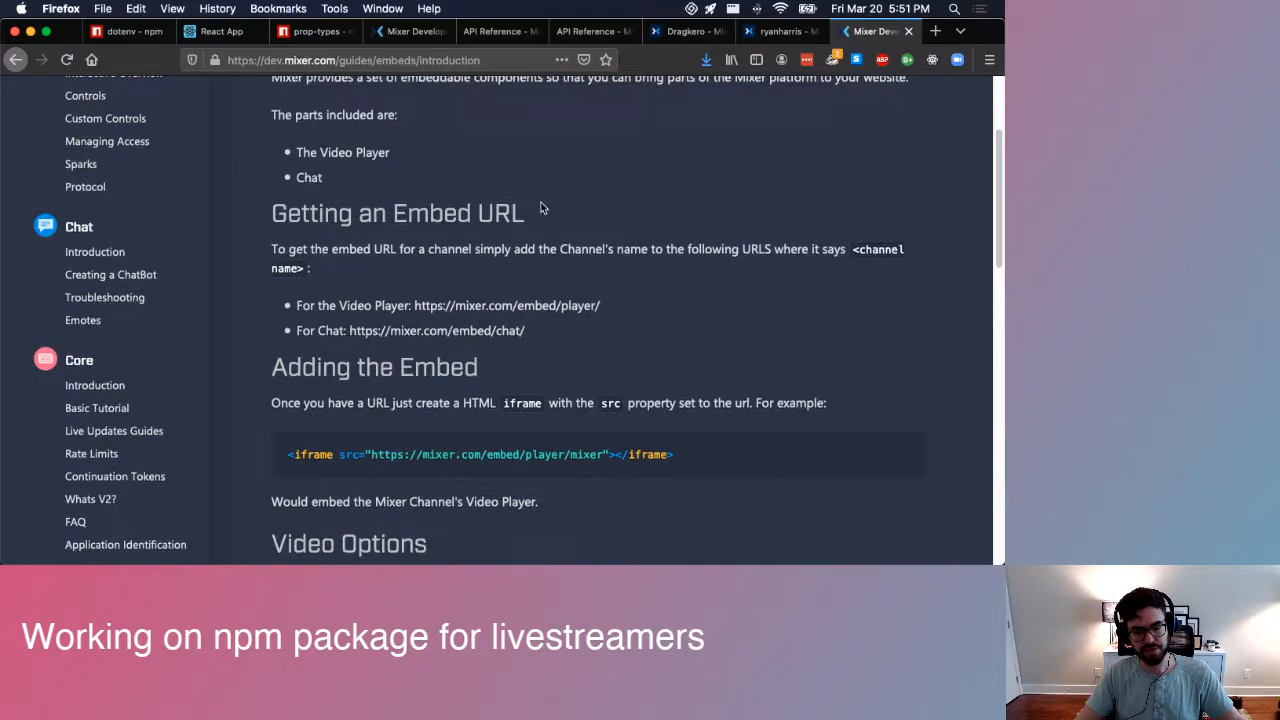 Firefox File Edit View History Bookmarks Tools Window Help
Fri Mar 20 5:51 PM
dotenv - npm
React App
prop-types - n
Mixer Develop
API Reference - M
API Reference - M
Dragkero - M
ryanharris - M
Mixer Deve
https://dev.mixer.com/guides/embeds/introduction
Controls
Custom Controls
Managing Access
Sparks
Protocol
Chat
Introduction
Creating a ChatBot
Troubleshooting
Emotes
Core
Introduction
Basic Tutorial
Live Updates Guides
Rate Limits
Continuation Tokens
Whats V2?
FAQ
Application Identification
Mixer provides a set of embeddable components so that you can bring parts of the Mixer platform to your website.
The parts included are:
The Video Player
Chat
Getting an Embed URL
To get the embed URL for a channel simply add the Channel's name to the following URLS where it says <channel
name> :
For the Video Player: https://mixer.com/embed/player/
For Chat: https://mixer.com/embed/chat/
Adding the Embed
Once you have a URL just create a HTML iframe with the src property set to the url. For example:
<iframe src="https://mixer.com/embed/player/mixer"></iframe>
Would embed the Mixer Channel's Video Player.
Video Options
Working on npm package for livestreamers